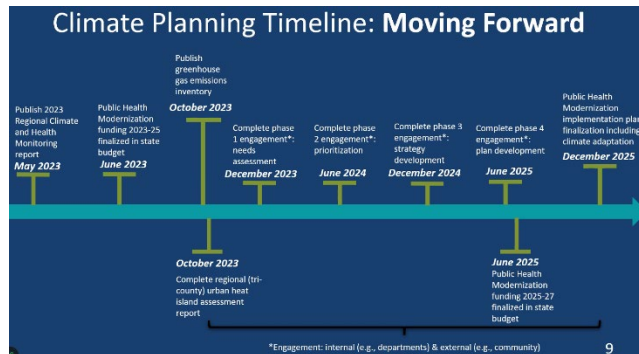 Climate Planning Timeline: Moving Forward
Publish 2023
Regional Climate
and Health
Monitoring
report
May 2023
Public Health
Modernization
funding 2023-25
finalized in state
budget
June 2023
Publish
greenhouse
gas emissions
inventory
October 2023
Complete phase
1 engagement*:
needs
assessment
December 2023
Complete phase
2 engagement*:
prioritization
June 2024
Complete phase 3
engagement*:
strategy
development
December 2024
Complete phase 4
engagement*:
plan development
June 2025
Public Health
Modernization
implementation plan
finalization including
climate adaptation
December 2025
October 2023
Complete regional (tri-
county) urban heat
island assessment
report
June 2025
Public Health
Modernization
funding 2025-27
finalized in state
budget
*Engagement: internal (e.g., departments) & external (e.g., community)
9